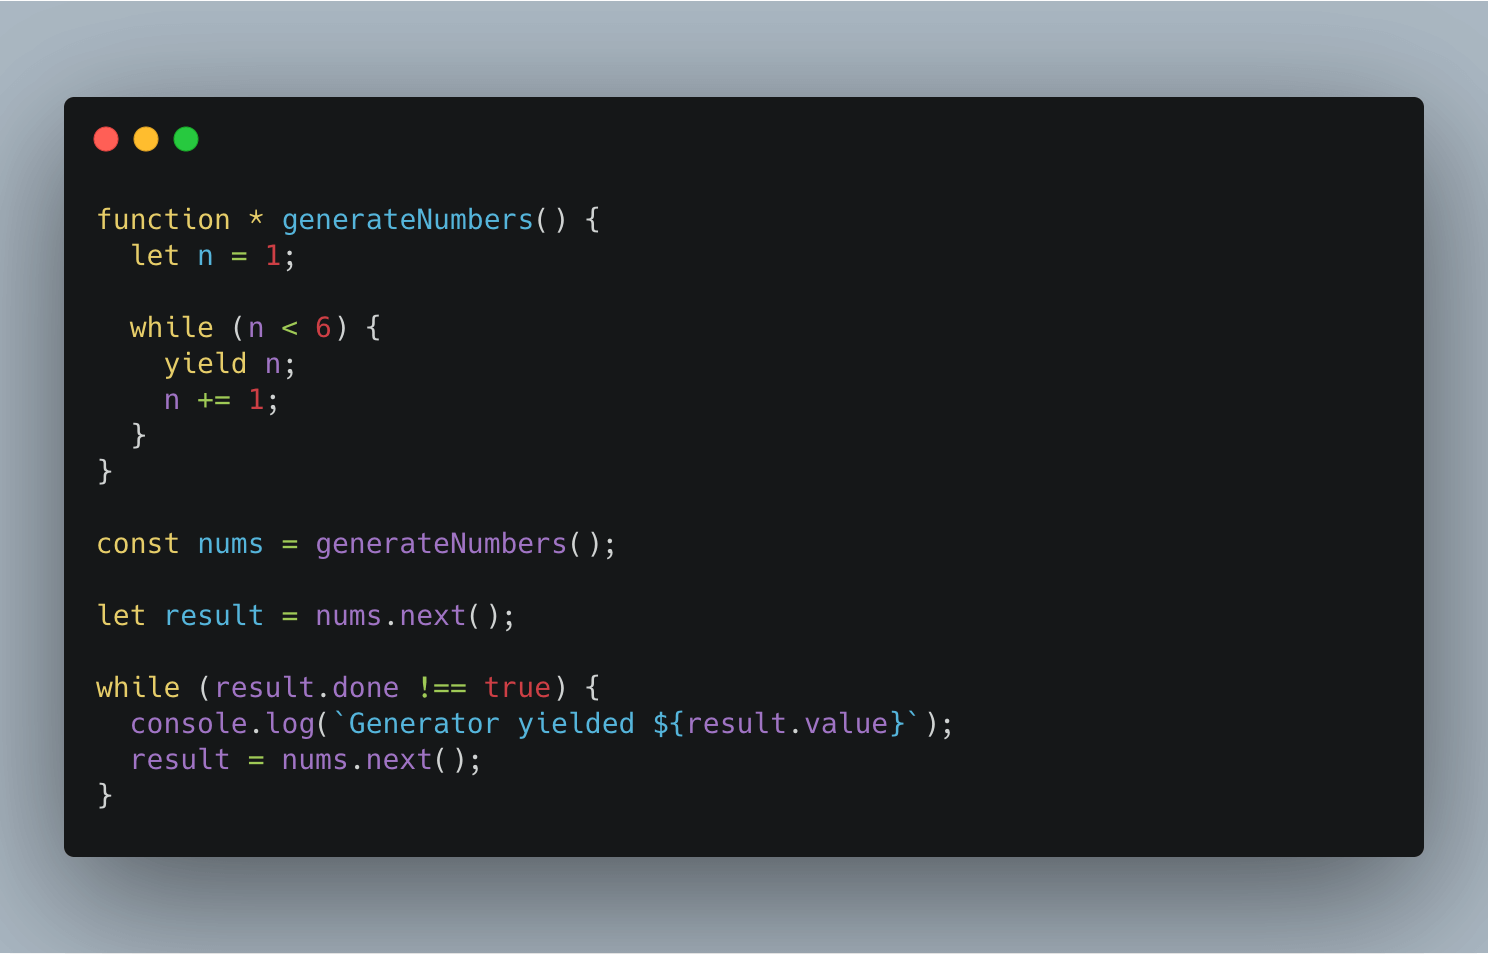 function * generateNumbers() {
  let n = 1;

  while (n < 6) {
    yield n;
    n += 1;
  }
}

const nums = generateNumbers();

let result = nums.next();

while (result.done !== true) {
  console.log(`Generator yielded ${result.value}`);
  result = nums.next();
}